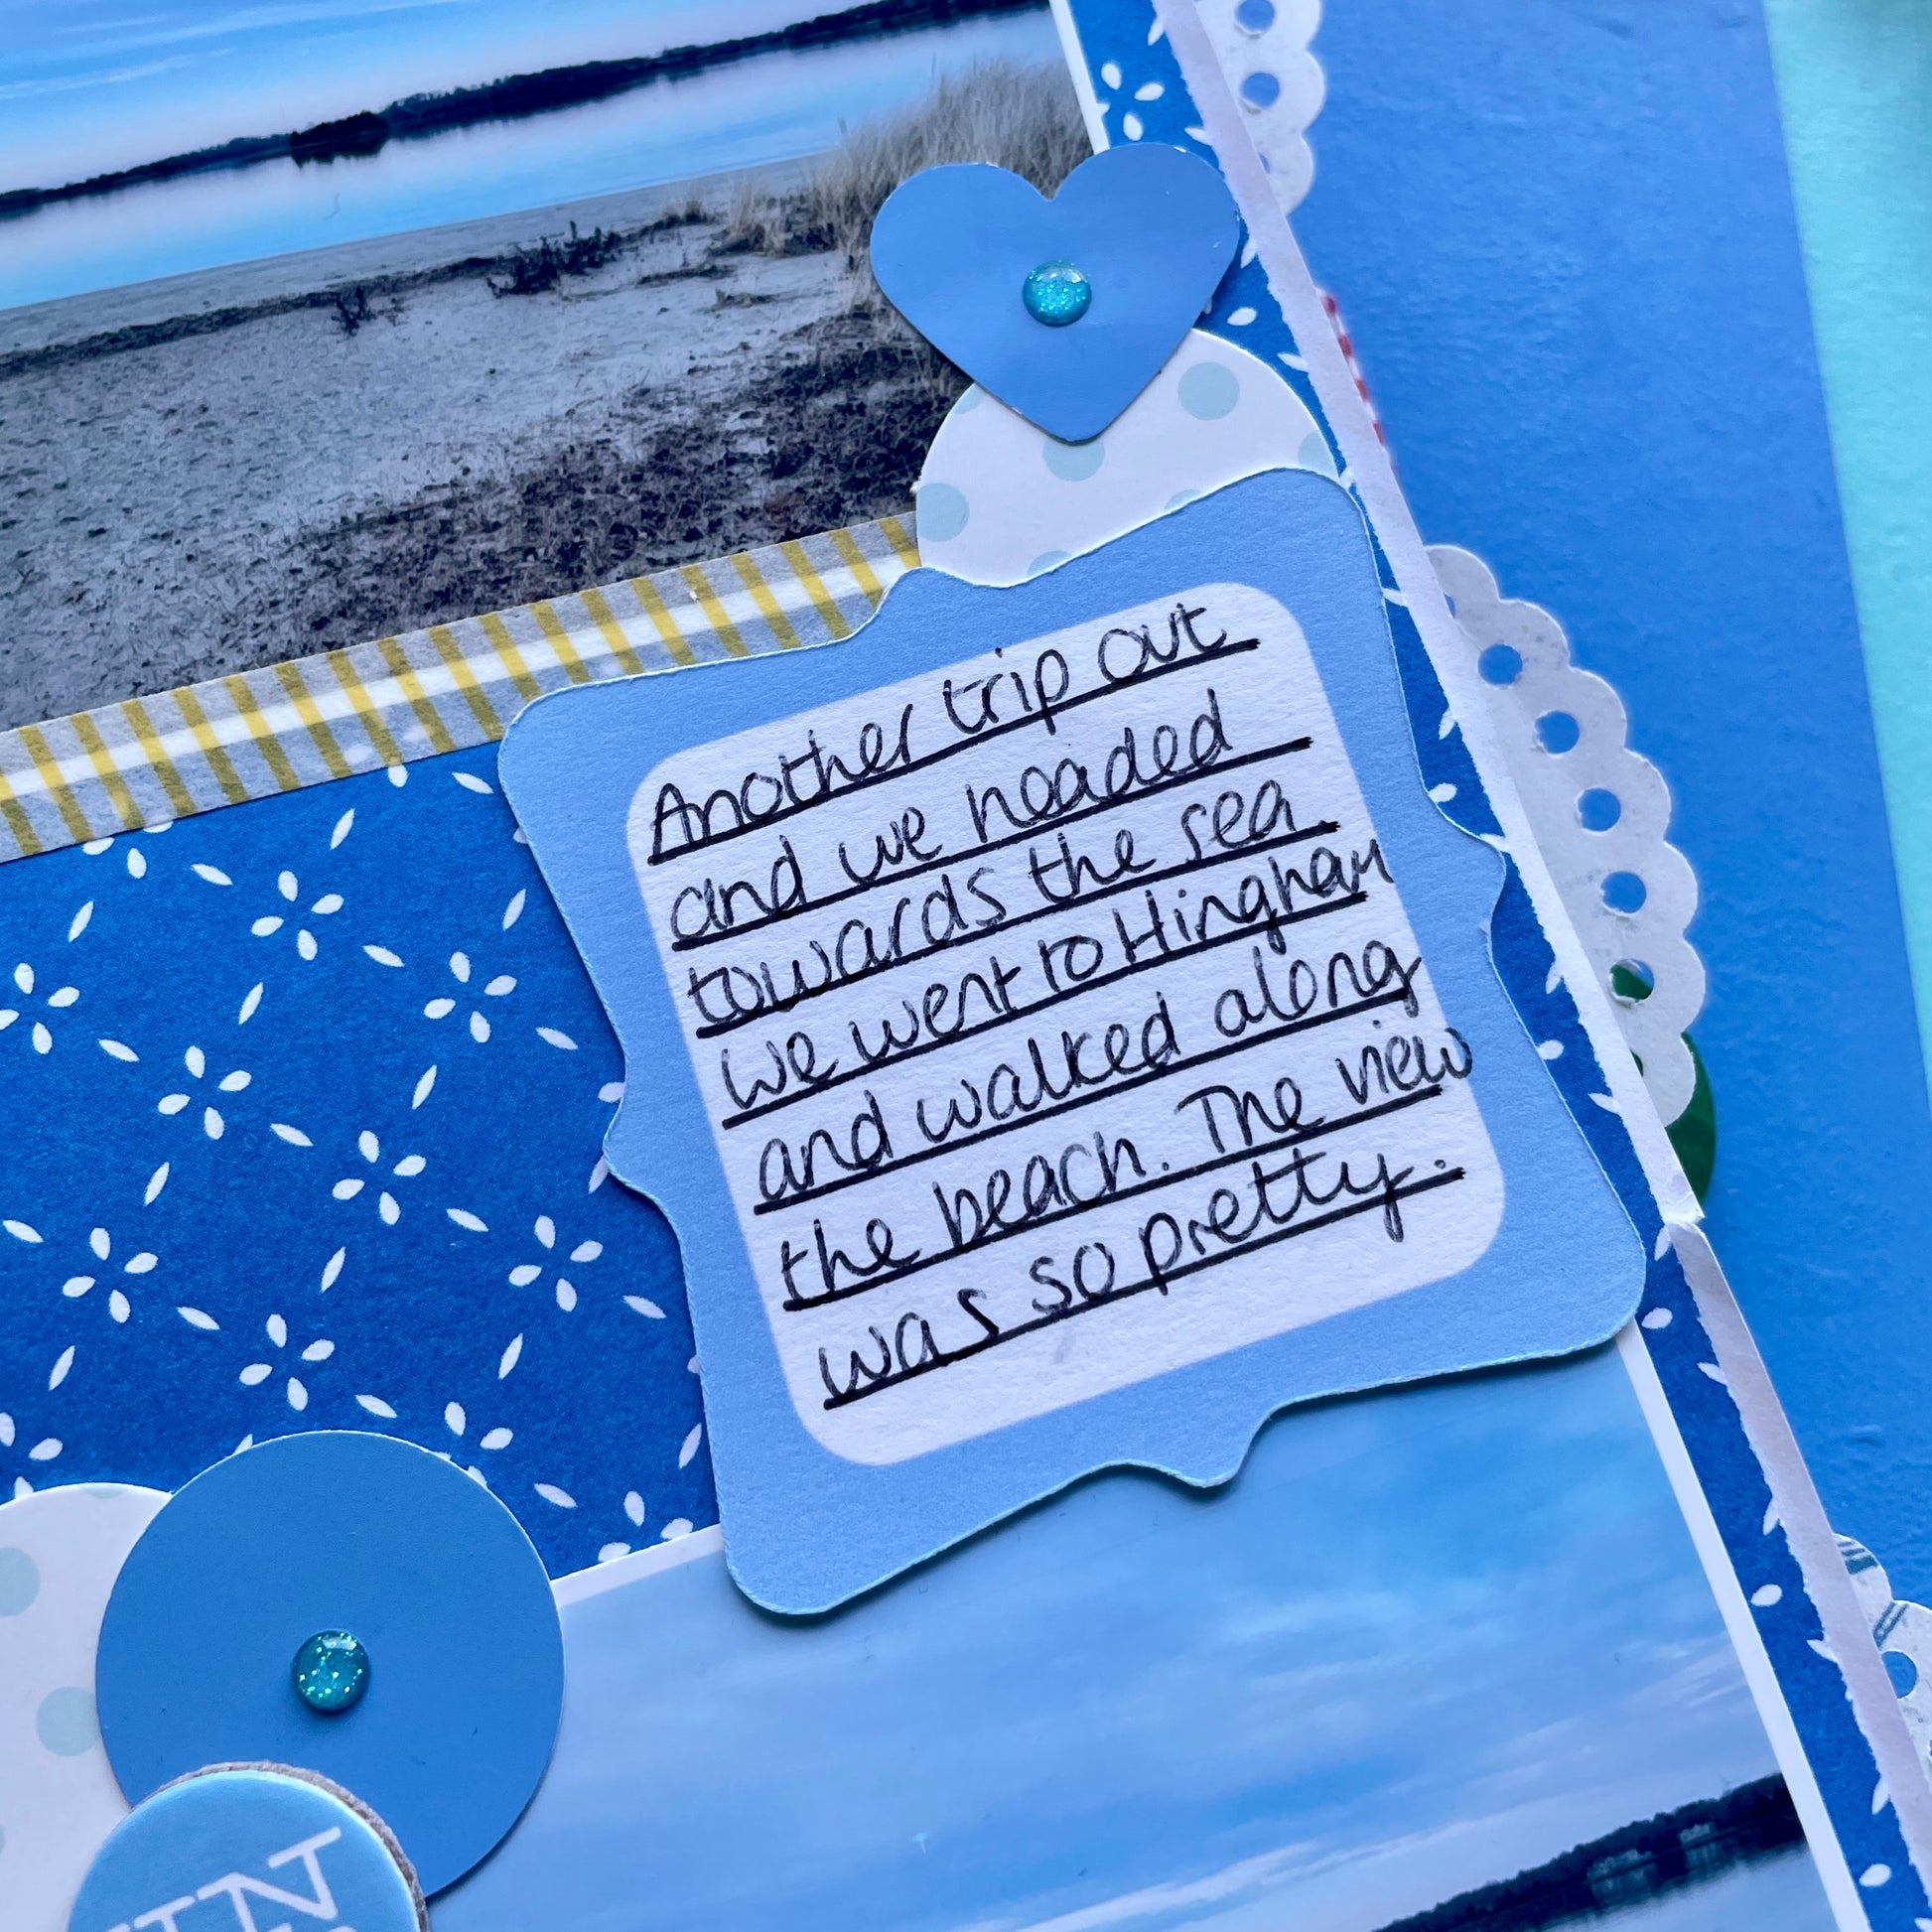 Another trip out
and we headed
towards the sea.
we went to Hingham
and walked along
the beach. The view
was so pretty.